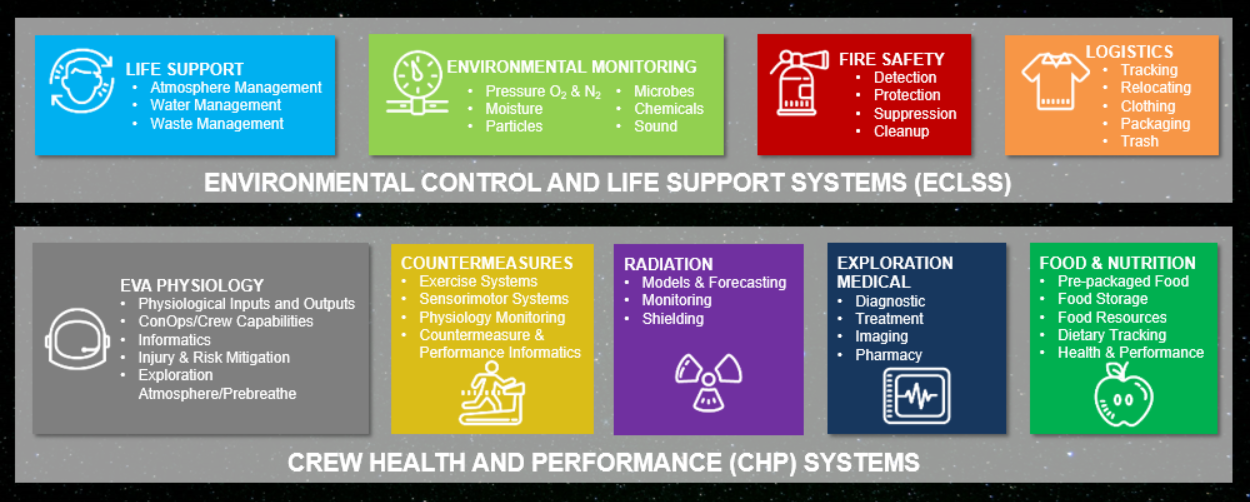 LIFE SUPPORT
• Atmosphere Management
• Water Management
• Waste Management
ENVIRONMENTAL MONITORING
• Pressure O₂ & N₂
• Moisture
• Particles
• Microbes
• Chemicals
• Sound
FIRE SAFETY
• Detection
• Protection
• Suppression
• Cleanup
LOGISTICS
• Tracking
• Relocating
• Clothing
• Packaging
• Trash
ENVIRONMENTAL CONTROL AND LIFE SUPPORT SYSTEMS (ECLSS)
EVA PHYSIOLOGY
• Physiological Inputs and Outputs
• ConOps/Crew Capabilities
• Informatics
• Injury & Risk Mitigation
• Exploration
Atmosphere/Prebreathe
COUNTERMEASURES
• Exercise Systems
• Sensorimotor Systems
• Physiology Monitoring
• Countermeasure &
Performance Informatics
RADIATION
• Models & Forecasting
• Monitoring
• Shielding
EXPLORATION
MEDICAL
• Diagnostic
• Treatment
• Imaging
• Pharmacy
FOOD & NUTRITION
• Pre-packaged Food
• Food Storage
• Food Resources
• Dietary Tracking
• Health & Performance
CREW HEALTH AND PERFORMANCE (CHP) SYSTEMS